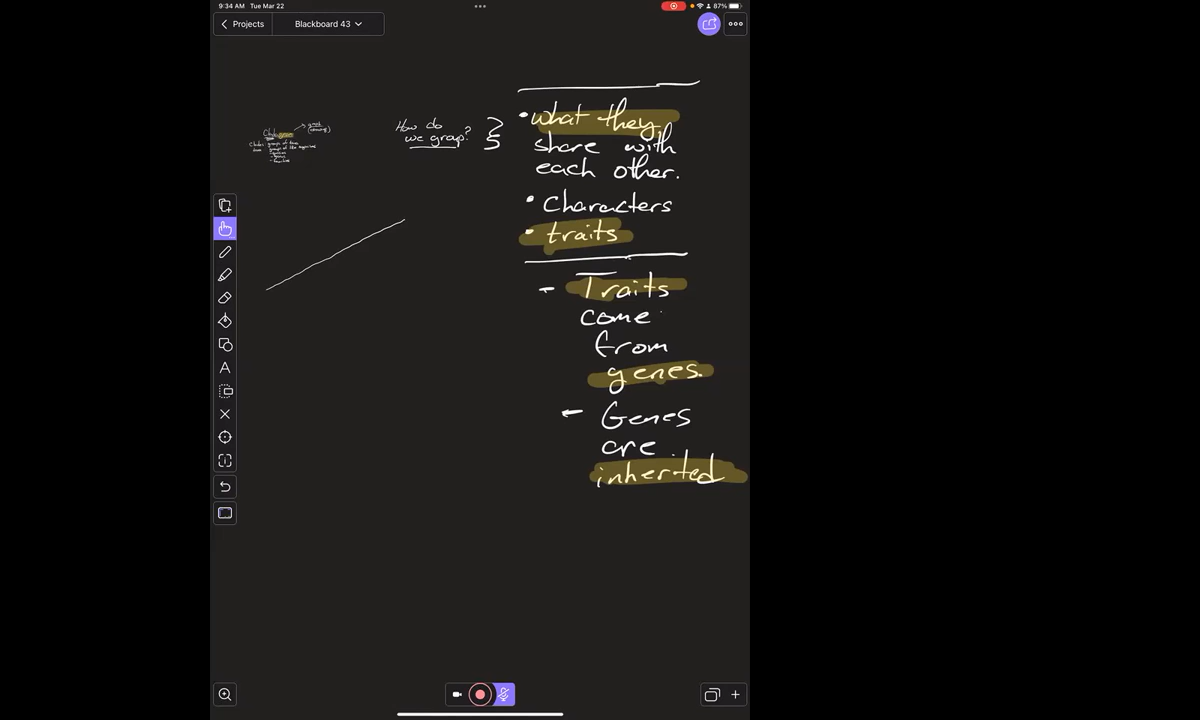 9:34 AM Tue Mar 22
87%
Projects
Blackboard 43
How do
we group?
• what they
share with
each other.
• Characters
• traits
- Traits
come
from
genes.
- Genes
are
inherited
A